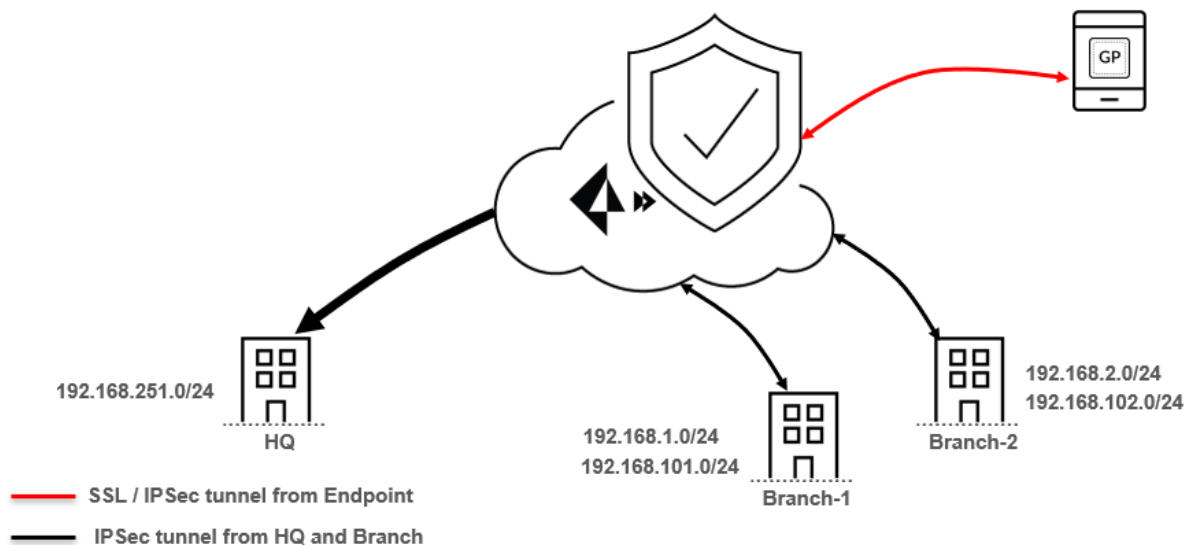 GP
192.168.251.0/24
HQ
192.168.1.0/24
192.168.101.0/24
Branch-1
192.168.2.0/24
192.168.102.0/24
Branch-2
SSL / IPSec tunnel from Endpoint
IPSec tunnel from HQ and Branch